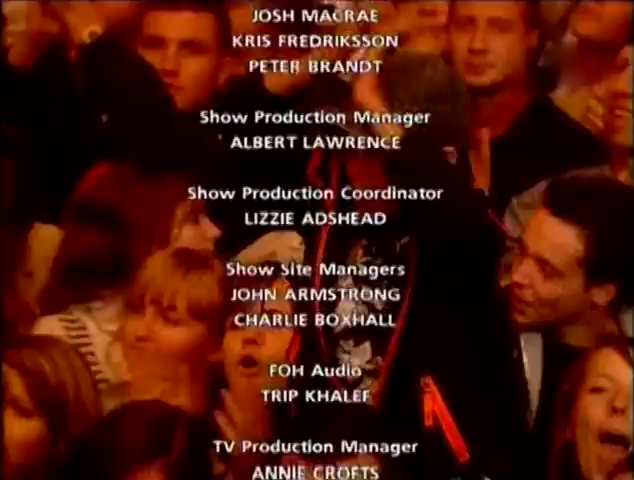 JOSH MACRAE
KRIS FREDRIKSSON
PETER BRANDT
Show Production Manager
ALBERT LAWRENCE
Show Production Coordinator
LIZZIE ADSHEAD
Show Site Managers
JOHN ARMSTRONG
CHARLIE BOXHALL
FOH Audio
TRIP KHALEF
TV Production Manager
ANNIE CROFTS